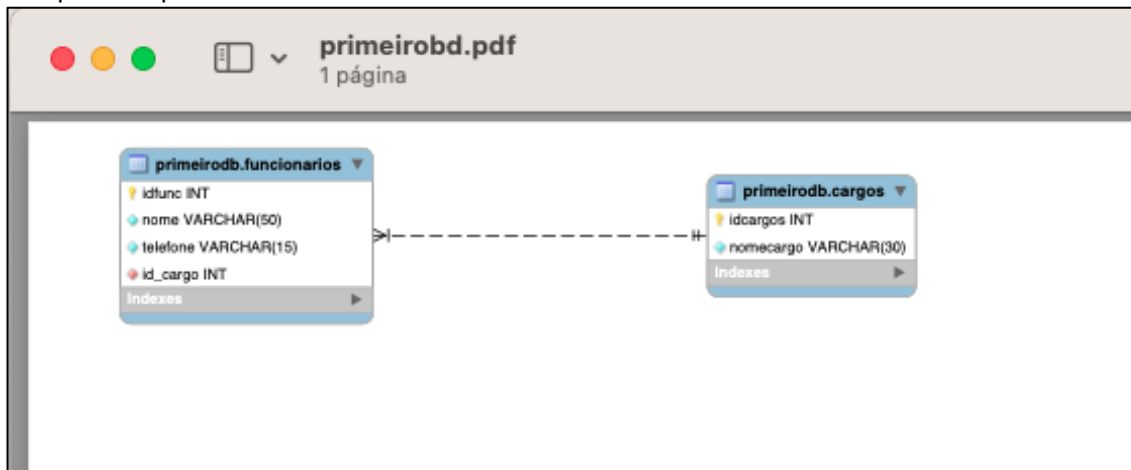 primeirobd.pdf
1 página
primeirodb.funcionarios
idfunc INT
nome VARCHAR(50)
telefone VARCHAR(15)
id_cargo INT
Indexes
primeirodb.cargos
idcargos INT
nomecargo VARCHAR(30)
Indexes